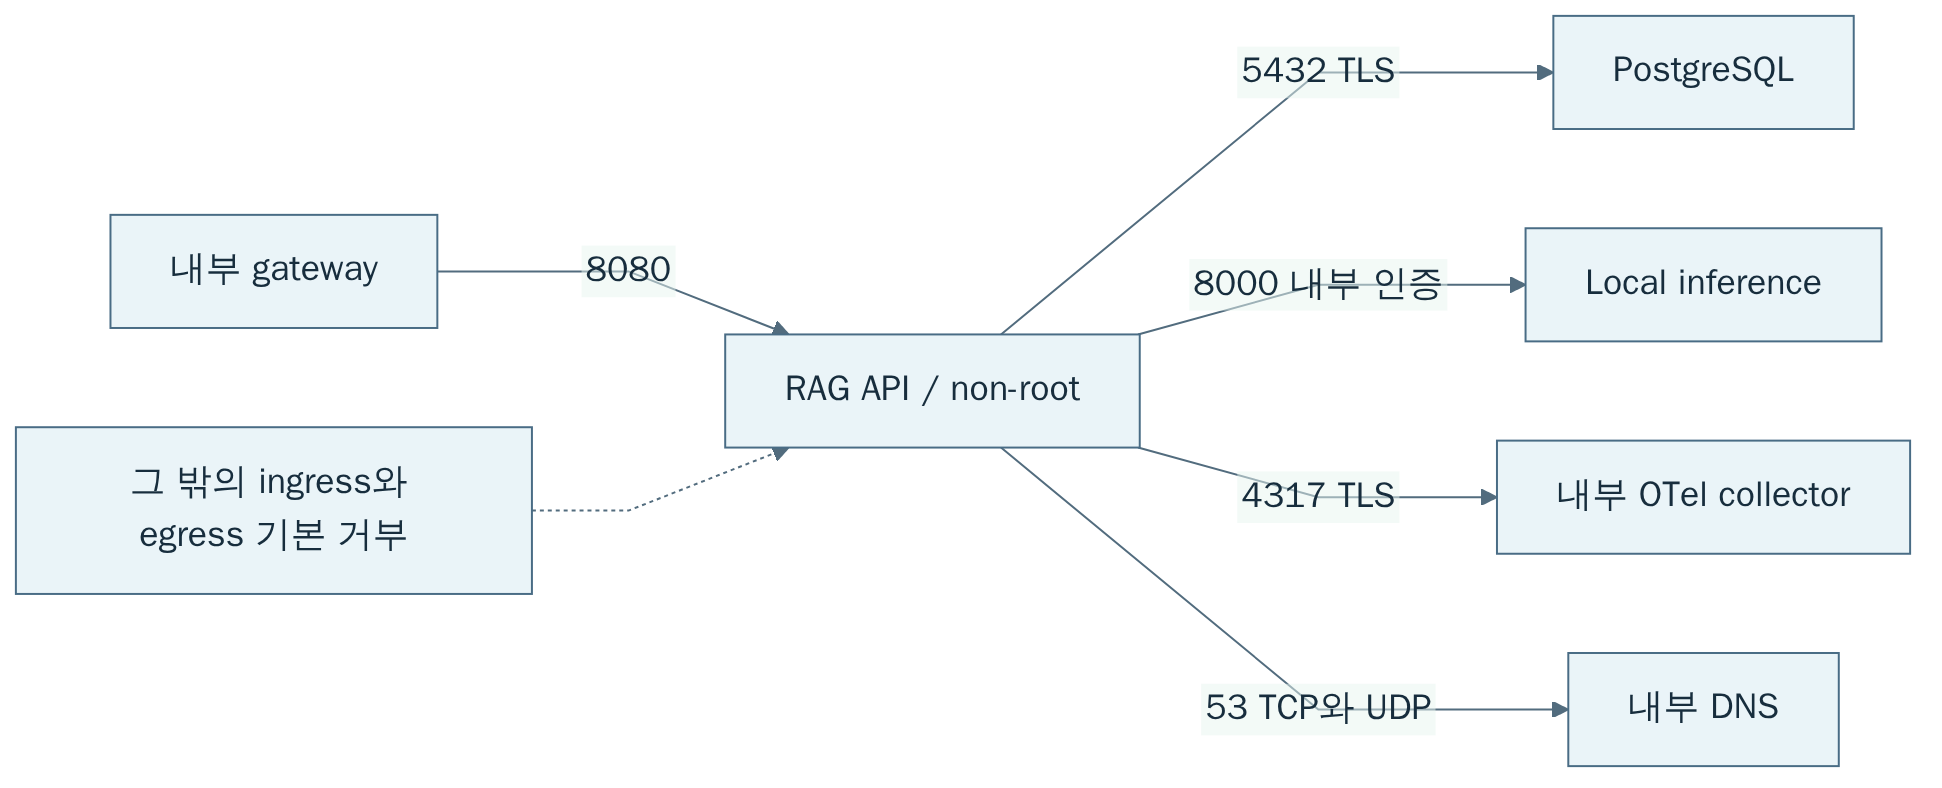 내부 gateway
8080
그 밖의 ingress와
egress 기본 거부
RAG API / non-root
5432 TLS
PostgreSQL
8000 내부 인증
Local inference
4317 TLS
내부 OTel collector
53 TCP와 UDP
내부 DNS